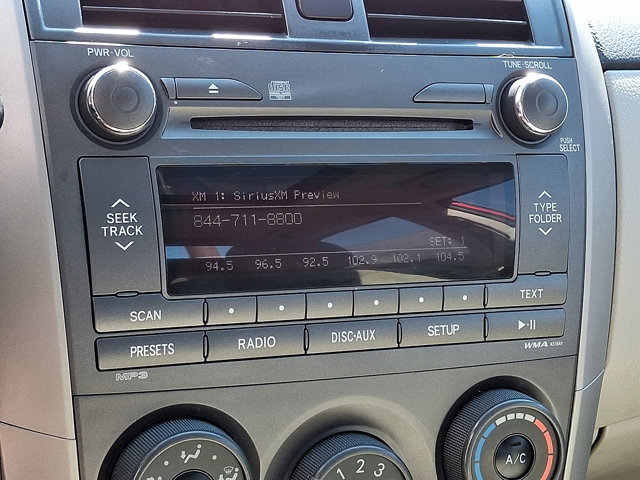 PWR·VOL
TUNE·SCROLL
PUSH
SELECT
XM 1: SiriusXM Preview
844-711-8800
SET: 1
94.5 96.5 92.5 102.9 102.1 104.5
SEEK
TRACK
TYPE
FOLDER
SCAN
TEXT
PRESETS
RADIO
DISC·AUX
SETUP
MP3
WMA
1 2 3
A/C